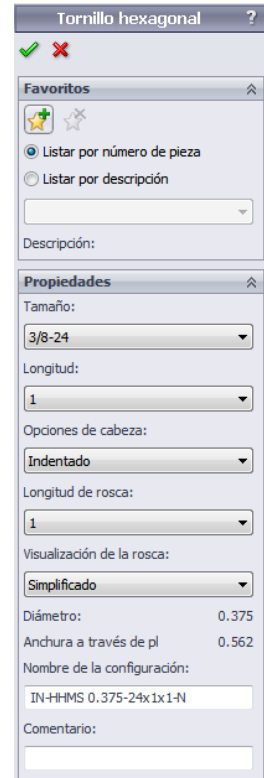 Tornillo hexagonal ?
Favoritos
Listar por número de pieza
Listar por descripción
Descripción:
Propiedades
Tamaño:
3/8-24
Longitud:
1
Opciones de cabeza:
Indentado
Longitud de rosca:
1
Visualización de la rosca:
Simplificado
Diámetro: 0.375
Anchura a través de pl 0.562
Nombre de la configuración:
IN-HHMS 0.375-24x1x1-N
Comentario: